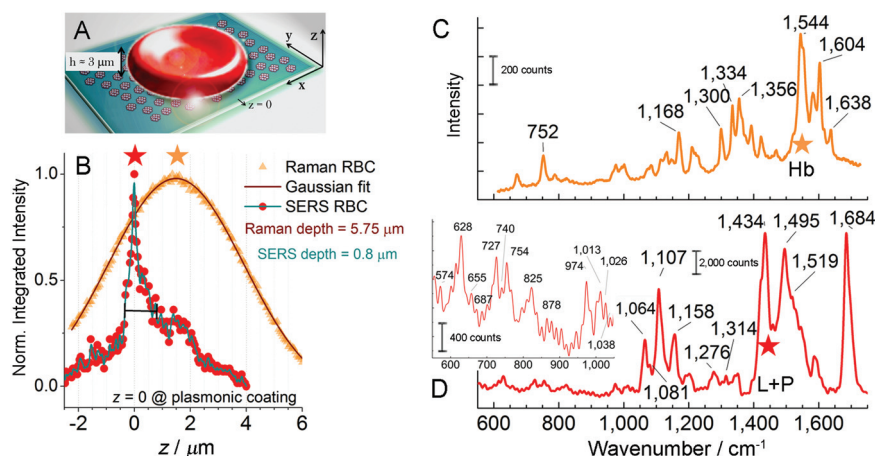 A
h ≈ 3 µm
y
z
x
z = 0
B
Norm. Integrated Intensity
1.0
0.5
0.0
Raman RBC
Gaussian fit
SERS RBC
Raman depth = 5.75 µm
SERS depth = 0.8 µm
z = 0 @ plasmonic coating
-2 0 2 4 6
z / µm
C
Intensity
200 counts
752
1,168
1,300
1,334
1,356
1,544
1,604
1,638
Hb
574
628
655
687
727
740
754
825
878
974
1,013
1,026
1,038
400 counts
600 700 800 900 1,000
D
1,064
1,081
1,107
1,158
2,000 counts
1,276
1,314
1,434
1,495
1,519
1,684
L+P
600 800 1,000 1,200 1,400 1,600
Wavenumber / cm⁻¹